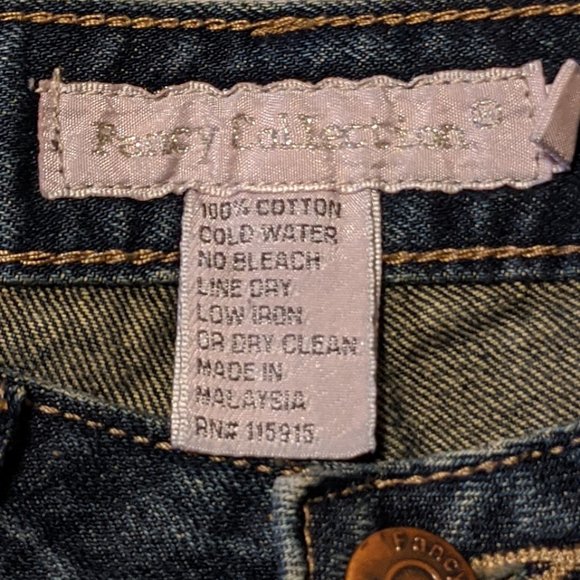 Fancy Collection®
100% COTTON
COLD WATER
NO BLEACH
LINE DRY
LOW IRON
OR DRY CLEAN
MADE IN
MALAYSIA
RN# 115915
Fanc